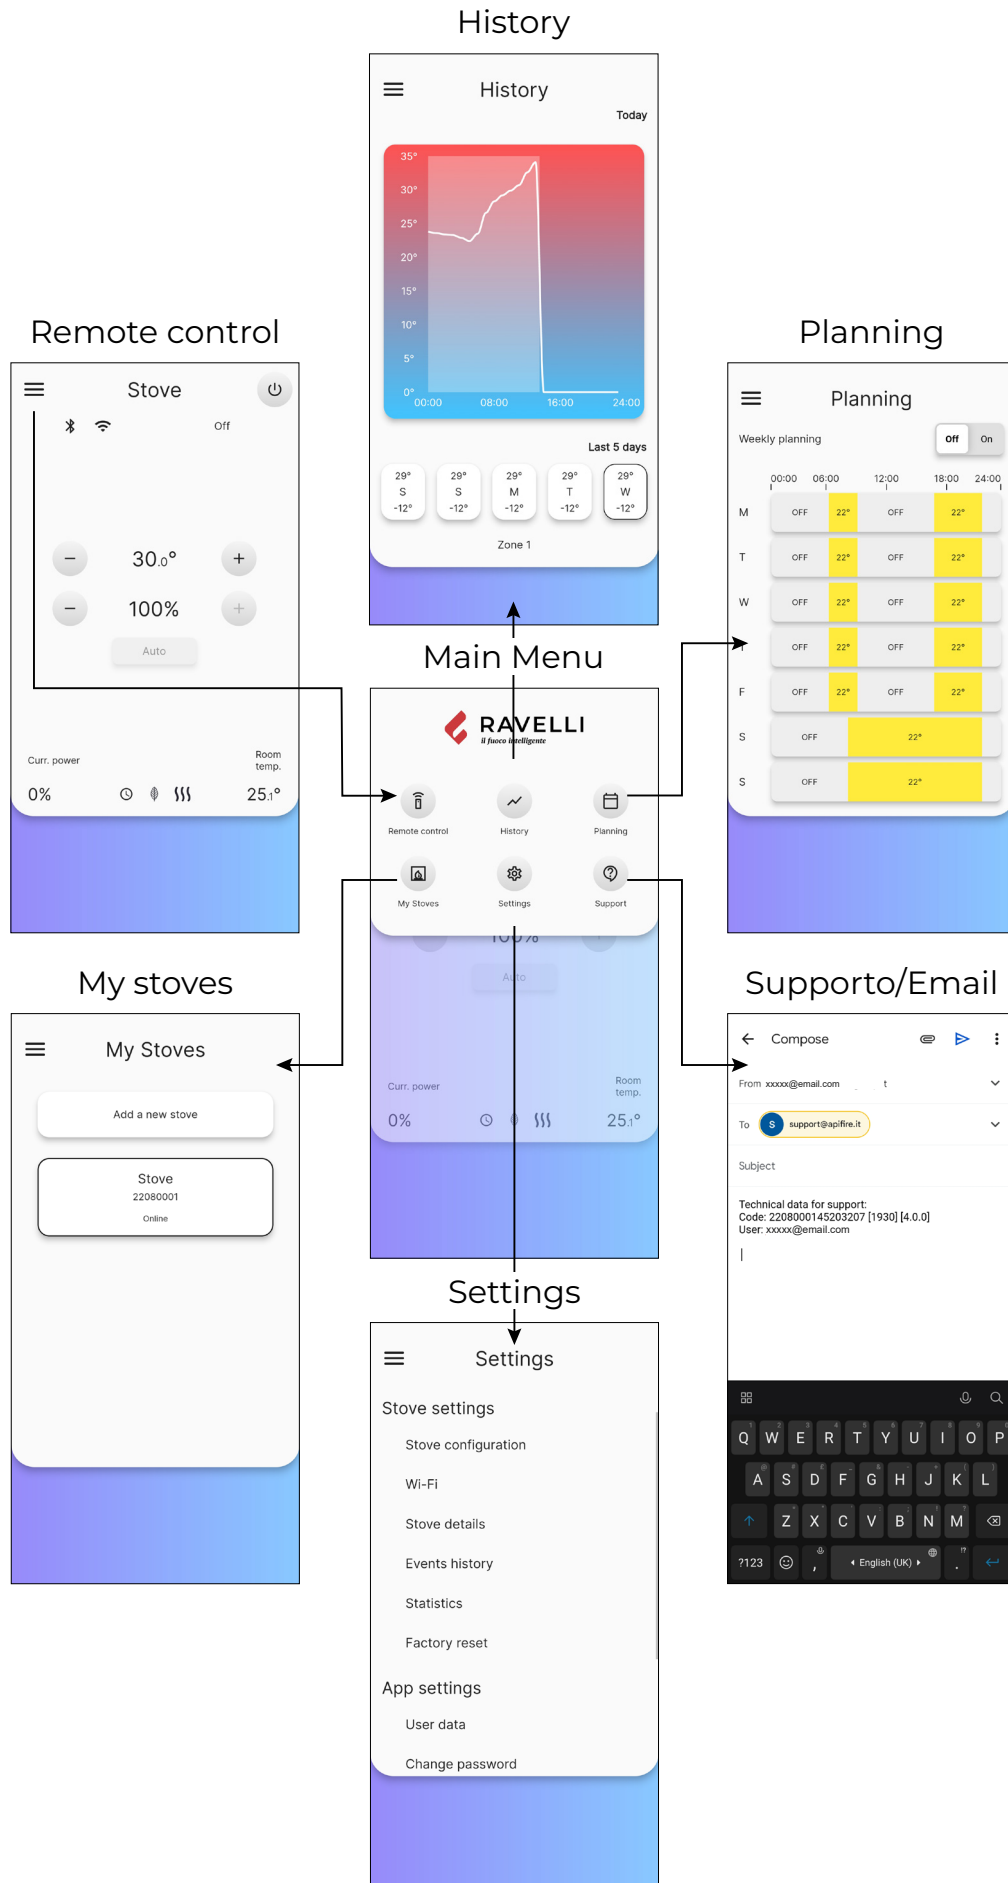 History
History
Today
35°
30°
25°
20°
15°
10°
5°
0°
00:00 08:00 16:00 24:00
Last 5 days
29° 29° 29° 29° 29°
S S M T W
-12° -12° -12° -12° -12°
Zone 1
Remote control
Stove
Off
30.0°
100%
Auto
Curr. power
Room
temp.
0%
25.1°
Planning
Planning
Weekly planning
Off On
00:00 06:00 12:00 18:00 24:00
M OFF 22° OFF 22°
T OFF 22° OFF 22°
W OFF 22° OFF 22°
T OFF 22° OFF 22°
F OFF 22° OFF 22°
S OFF 22°
S OFF 22°
Main Menu
RAVELLI
il fuoco intelligente
Remote control History Planning
My Stoves Settings Support
100%
Auto
Curr. power
Room
temp.
0%
25.1°
My stoves
My Stoves
Add a new stove
Stove
22080001
Online
Supporto/Email
Compose
From xxxxx@email.com t
To S support@apifire.it
Subject
Technical data for support:
Code: 2208000145203207 [1930] [4.0.0]
User: xxxxx@email.com
Q W E R T Y U I O P
A S D F G H J K L
Z X C V B N M
?123 , English (UK) .
Settings
Settings
Stove settings
Stove configuration
Wi-Fi
Stove details
Events history
Statistics
Factory reset
App settings
User data
Change password